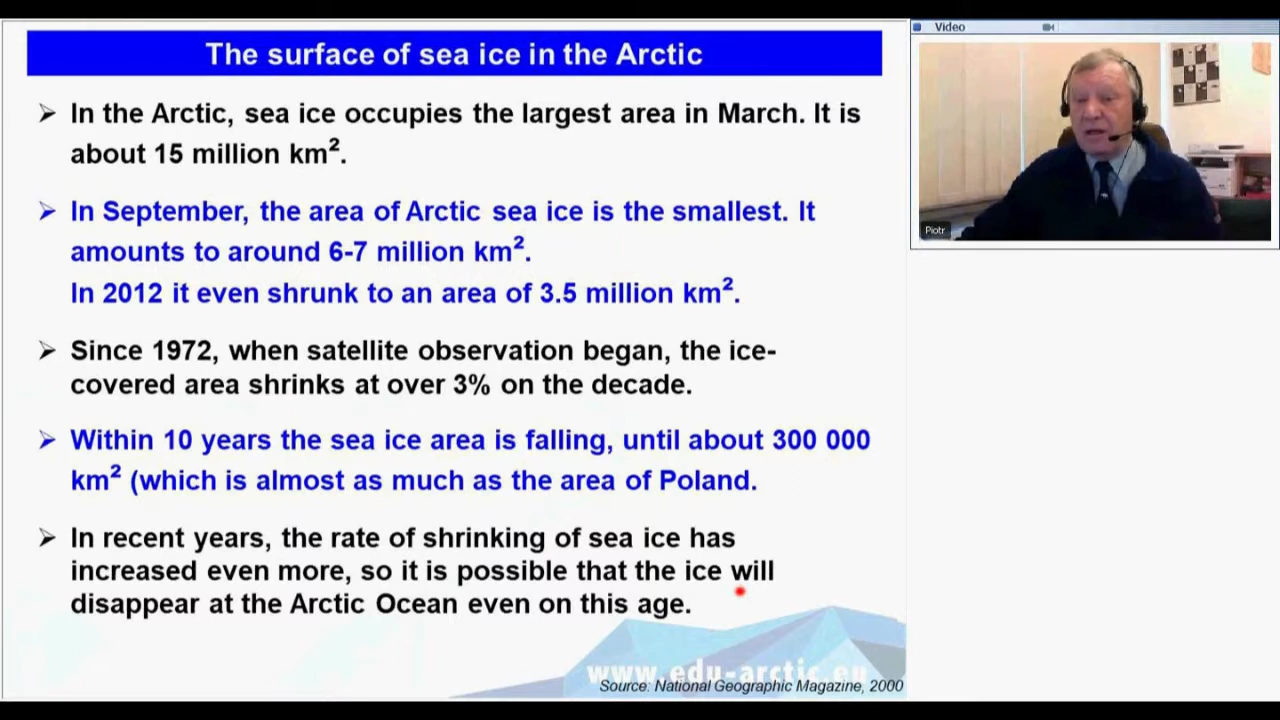 The surface of sea ice in the Arctic
➢ In the Arctic, sea ice occupies the largest area in March. It is
about 15 million km².
➢ In September, the area of Arctic sea ice is the smallest. It
amounts to around 6-7 million km².
In 2012 it even shrunk to an area of 3.5 million km².
➢ Since 1972, when satellite observation began, the ice-
covered area shrinks at over 3% on the decade.
➢ Within 10 years the sea ice area is falling, until about 300 000
km² (which is almost as much as the area of Poland.
➢ In recent years, the rate of shrinking of sea ice has
increased even more, so it is possible that the ice will
disappear at the Arctic Ocean even on this age.
www.edu-arctic.eu
Source: National Geographic Magazine, 2000
Video
Piotr